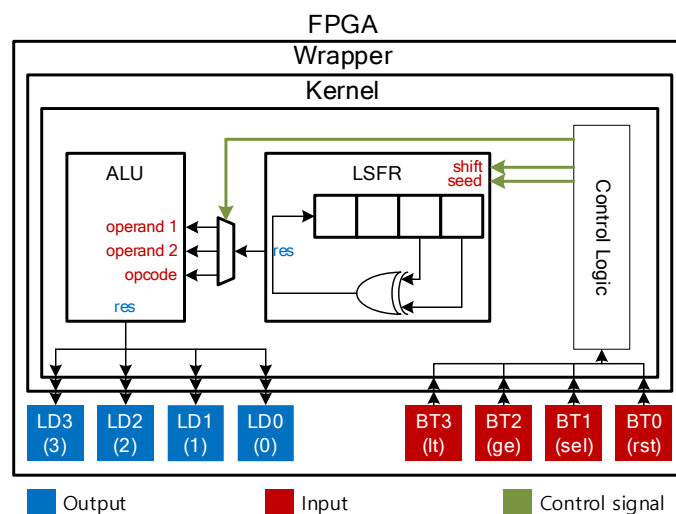 FPGA
Wrapper
Kernel
ALU
operand 1
operand 2
opcode
res
LSFR
shift
seed
res
Control Logic
LD3
(3)
LD2
(2)
LD1
(1)
LD0
(0)
BT3
(lt)
BT2
(ge)
BT1
(sel)
BT0
(rst)
Output
Input
Control signal